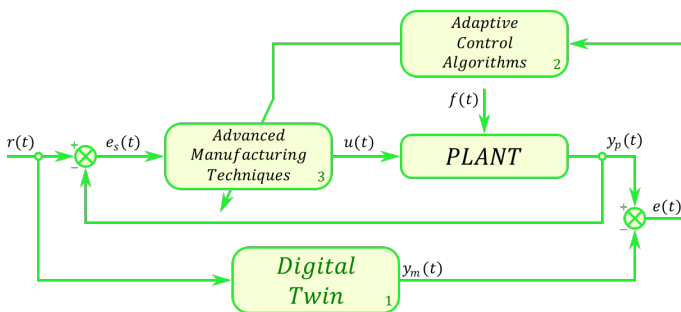 Adaptive
Control
Algorithms
2
f(t)
r(t)
+
−
e_s(t)
Advanced
Manufacturing
Techniques
3
u(t)
PLANT
y_p(t)
+
−
e(t)
Digital
Twin
1
y_m(t)